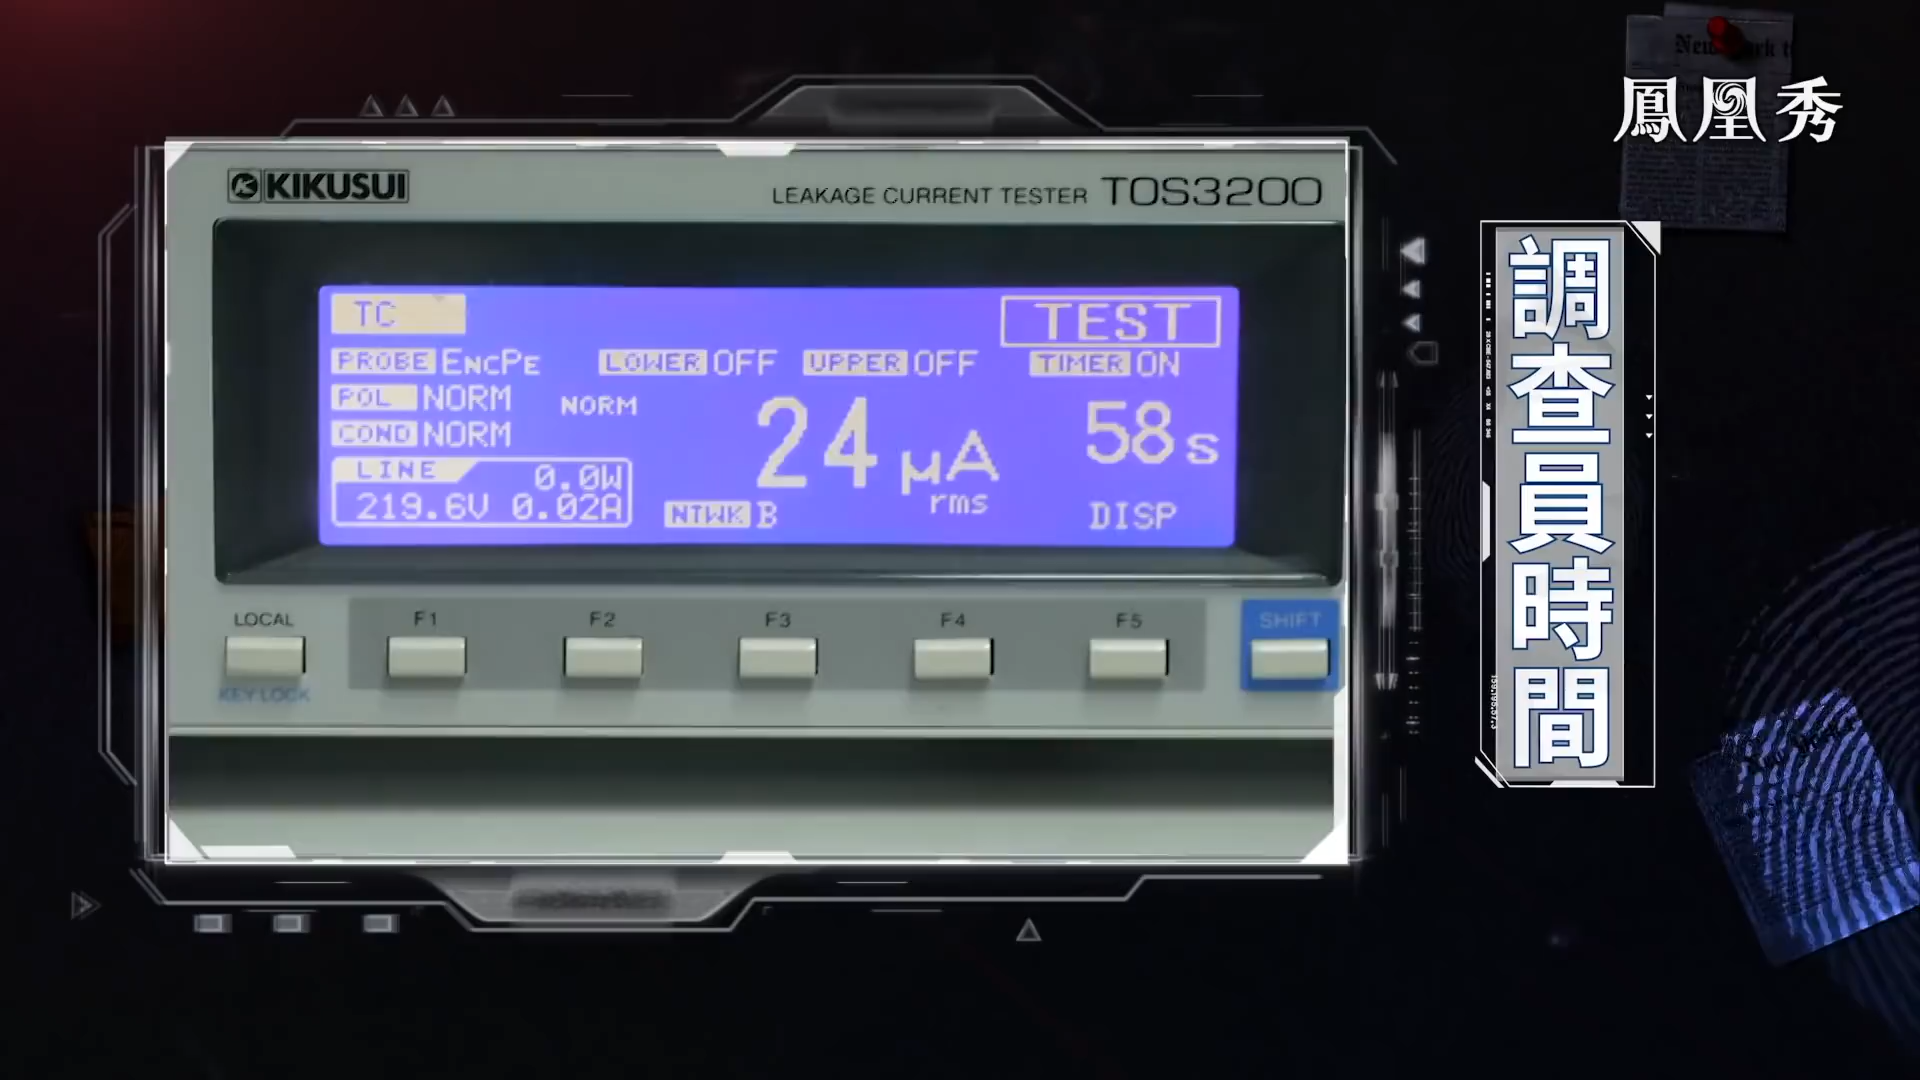 鳳凰秀
KIKUSUI
LEAKAGE CURRENT TESTER TOS3200
TC
TEST
PROBE ENCPE LOWER OFF UPPER OFF TIMER ON
POL NORM NORM
COND NORM
24 µA rms
58 s
LINE 0.0W
219.6V 0.02A
NTWK B
DISP
LOCAL F1 F2 F3 F4 F5 SHIFT
KEY LOCK
調查員時間